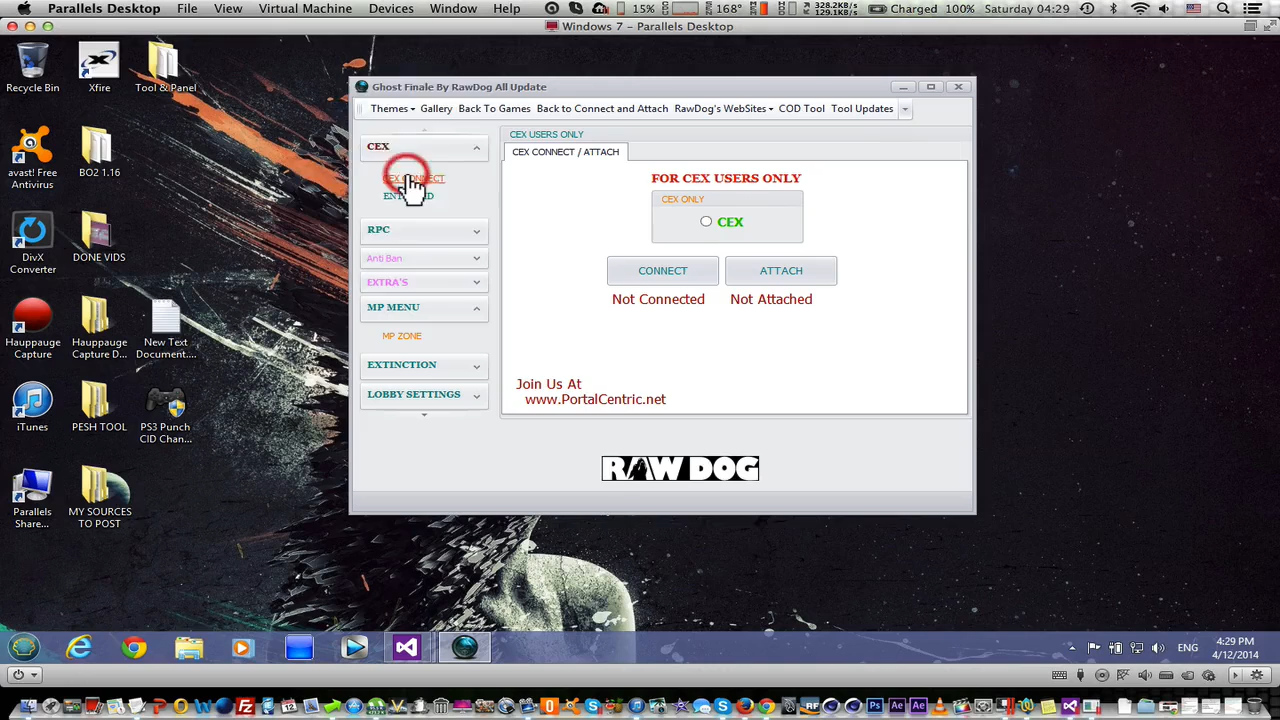 Parallels Desktop File View Virtual Machine Devices Window Help 15% 168° 328.2KB/s 129.1KB/s Charged 100% Saturday 04:29
Windows 7 - Parallels Desktop
Recycle Bin
Xfire
Tool & Panel
avast! Free Antivirus
BO2 1.16
DivX Converter
DONE VIDS
Hauppauge Capture
Hauppauge Capture D...
New Text Document....
iTunes
PESH TOOL
PS3 Punch CID Chan...
Parallels Share...
MY SOURCES TO POST
Ghost Finale By RawDog All Update
Themes Gallery Back To Games Back to Connect and Attach RawDog's WebSites COD Tool Tool Updates
CEX
CEX CONNECT
RPC
Anti Ban
EXTRA'S
MP MENU
MP ZONE
EXTINCTION
LOBBY SETTINGS
CEX USERS ONLY
CEX CONNECT / ATTACH
FOR CEX USERS ONLY
CEX ONLY
CEX
CONNECT ATTACH
Not Connected Not Attached
Join Us At
www.PortalCentric.net
RAW DOG
ENG
4:29 PM
4/12/2014